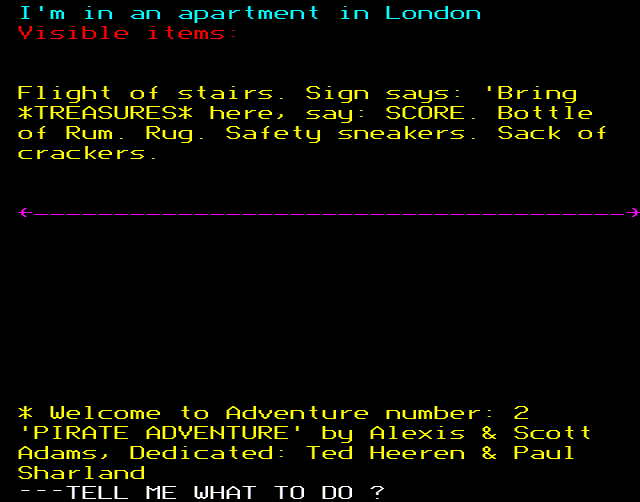 I'm in an apartment in London
Visible items:
Flight of stairs. Sign says: 'Bring
*TREASURES* here, say: SCORE. Bottle
of Rum. Rug. Safety sneakers. Sack of
crackers.
* Welcome to Adventure number: 2
'PIRATE ADVENTURE' by Alexis & Scott
Adams, Dedicated: Ted Heeren & Paul
Sharland
---TELL ME WHAT TO DO ?